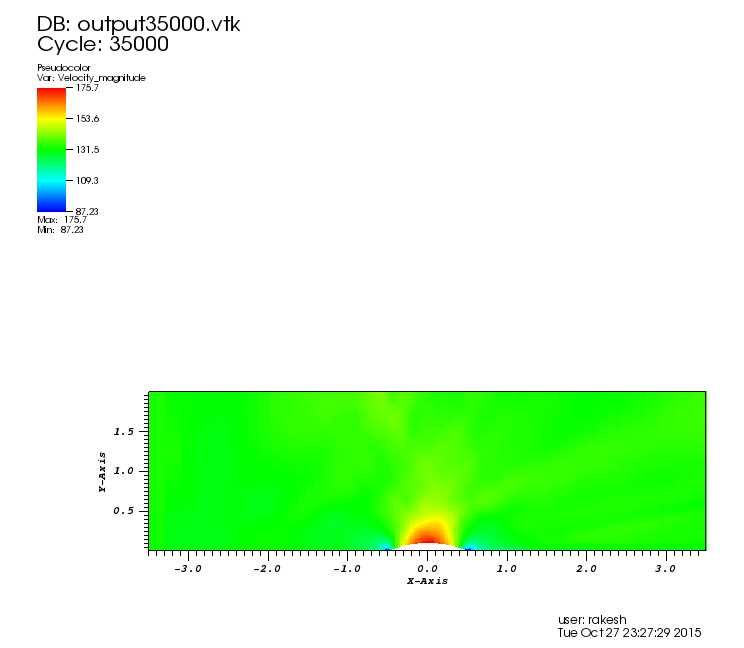 DB: output35000.vtk
Cycle: 35000
Pseudocolor
Var: Velocity_magnitude
175.7
153.6
131.5
109.3
87.23
Max: 175.7
Min: 87.23
1.5
1.0
0.5
Y-Axis
-3.0 -2.0 -1.0 0.0 1.0 2.0 3.0
X-Axis
user: rakesh
Tue Oct 27 23:27:29 2015